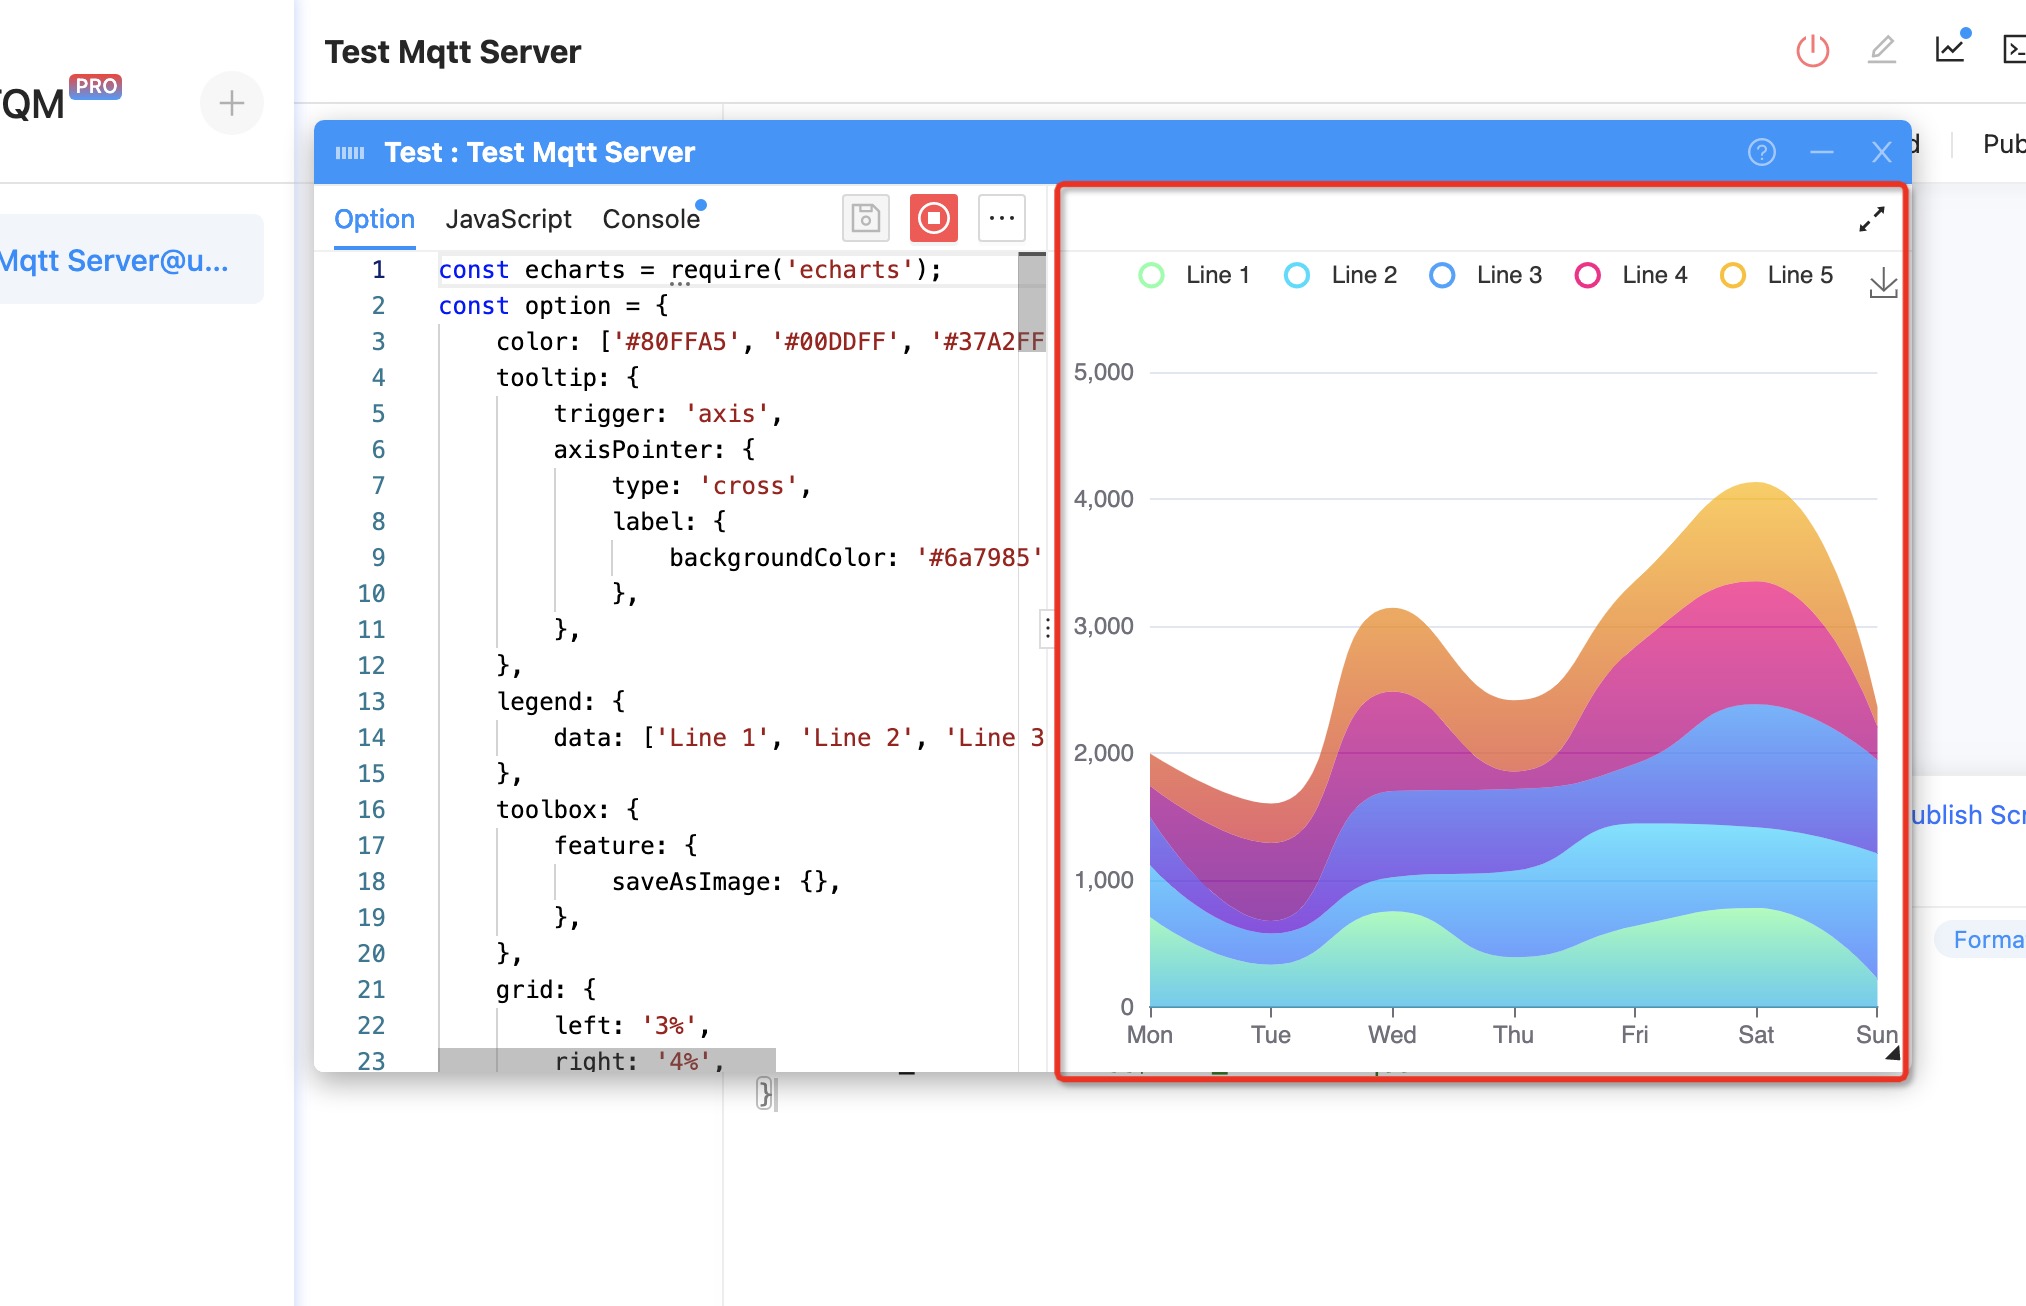 Test Mqtt Server
TQM PRO
Test : Test Mqtt Server
Pub
Mqtt Server@u...
Option JavaScript Console
1 const echarts = require('echarts');
2 const option = {
3 color: ['#80FFA5', '#00DDFF', '#37A2FF
4 tooltip: {
5 trigger: 'axis',
6 axisPointer: {
7 type: 'cross',
8 label: {
9 backgroundColor: '#6a7985'
10 },
11 },
12 },
13 legend: {
14 data: ['Line 1', 'Line 2', 'Line 3
15 },
16 toolbox: {
17 feature: {
18 saveAsImage: {},
19 },
20 },
21 grid: {
22 left: '3%',
23 right: '4%',
}
Line 1 Line 2 Line 3 Line 4 Line 5
5,000
4,000
3,000
2,000
1,000
0
Mon Tue Wed Thu Fri Sat Sun
ublish Scr
Forma